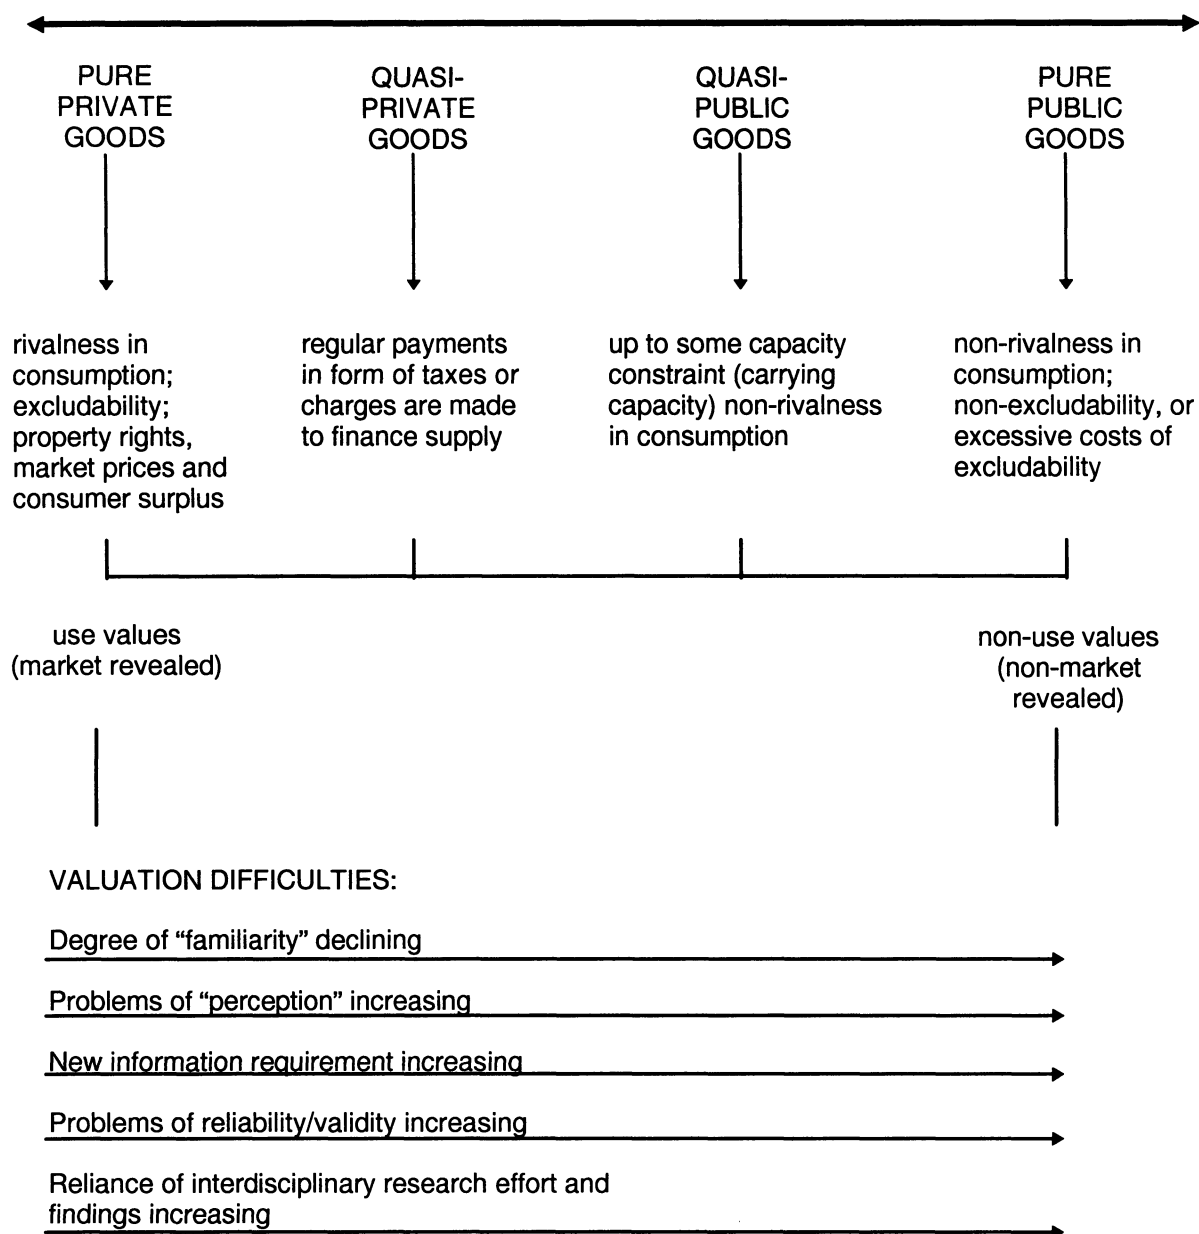 PURE
PRIVATE
GOODS
QUASI-
PRIVATE
GOODS
QUASI-
PUBLIC
GOODS
PURE
PUBLIC
GOODS
rivalness in
consumption;
excludability;
property rights,
market prices and
consumer surplus
regular payments
in form of taxes or
charges are made
to finance supply
up to some capacity
constraint (carrying
capacity) non-rivalness
in consumption
non-rivalness in
consumption;
non-excludability, or
excessive costs of
excludability
use values
(market revealed)
non-use values
(non-market
revealed)
VALUATION DIFFICULTIES:
Degree of “familiarity” declining
Problems of “perception” increasing
New information requirement increasing
Problems of reliability/validity increasing
Reliance of interdisciplinary research effort and
findings increasing